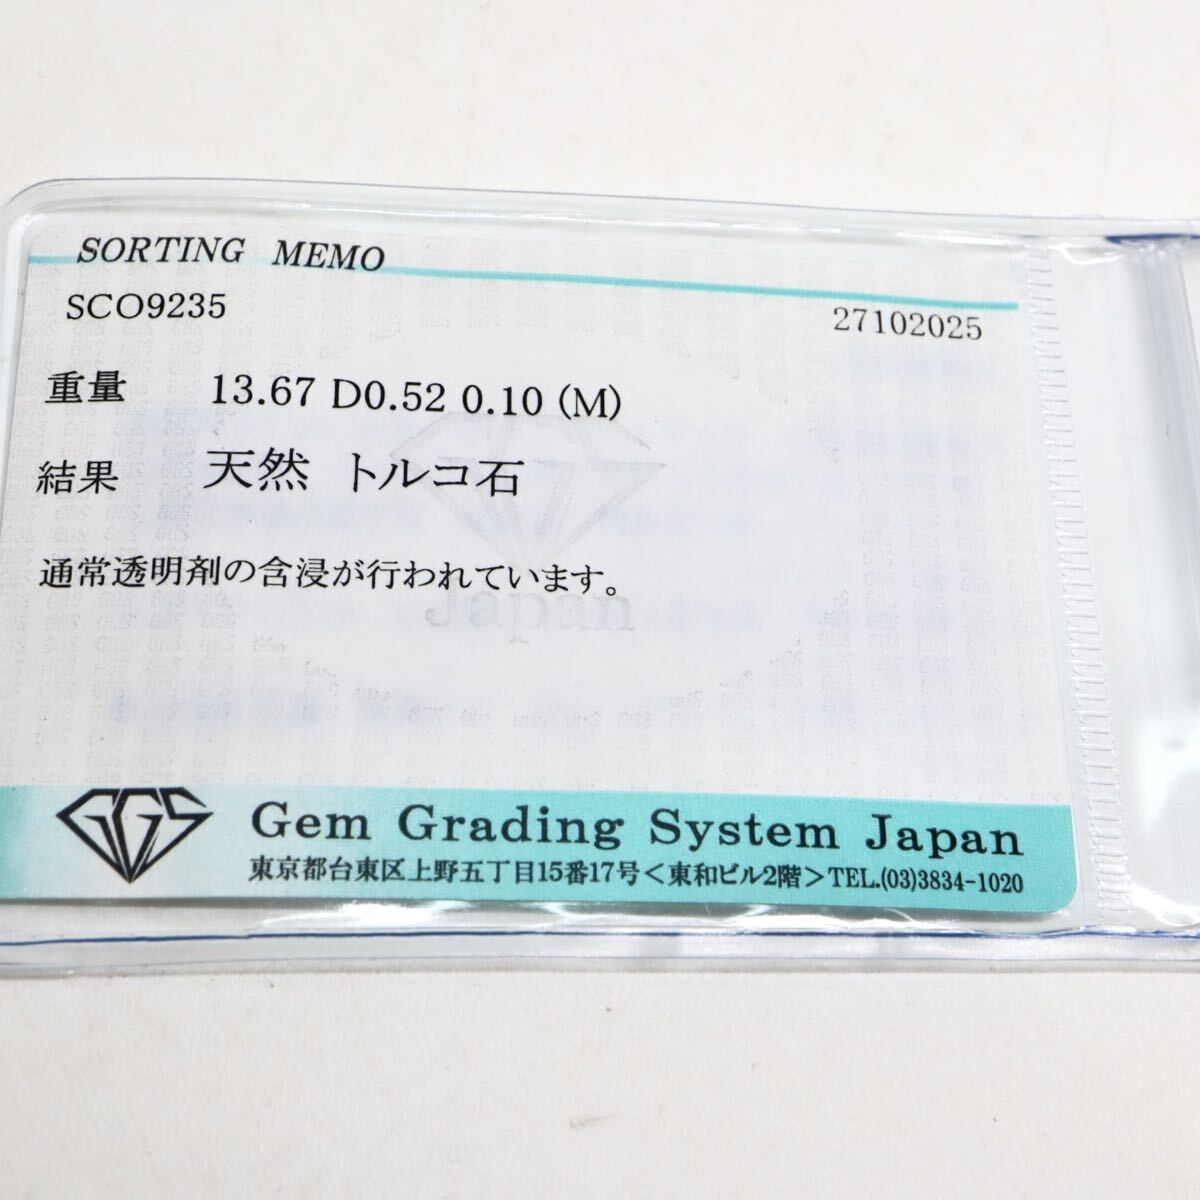 SORTING MEMO
SCO9235
27102025
重量 13.67 D0.52 0.10 (M)
結果 天然 トルコ石
通常透明剤の含浸が行われています。
Japan
GGS
Gem Grading System Japan
東京都台東区上野五丁目15番17号＜東和ビル2階＞TEL.(03)3834-1020